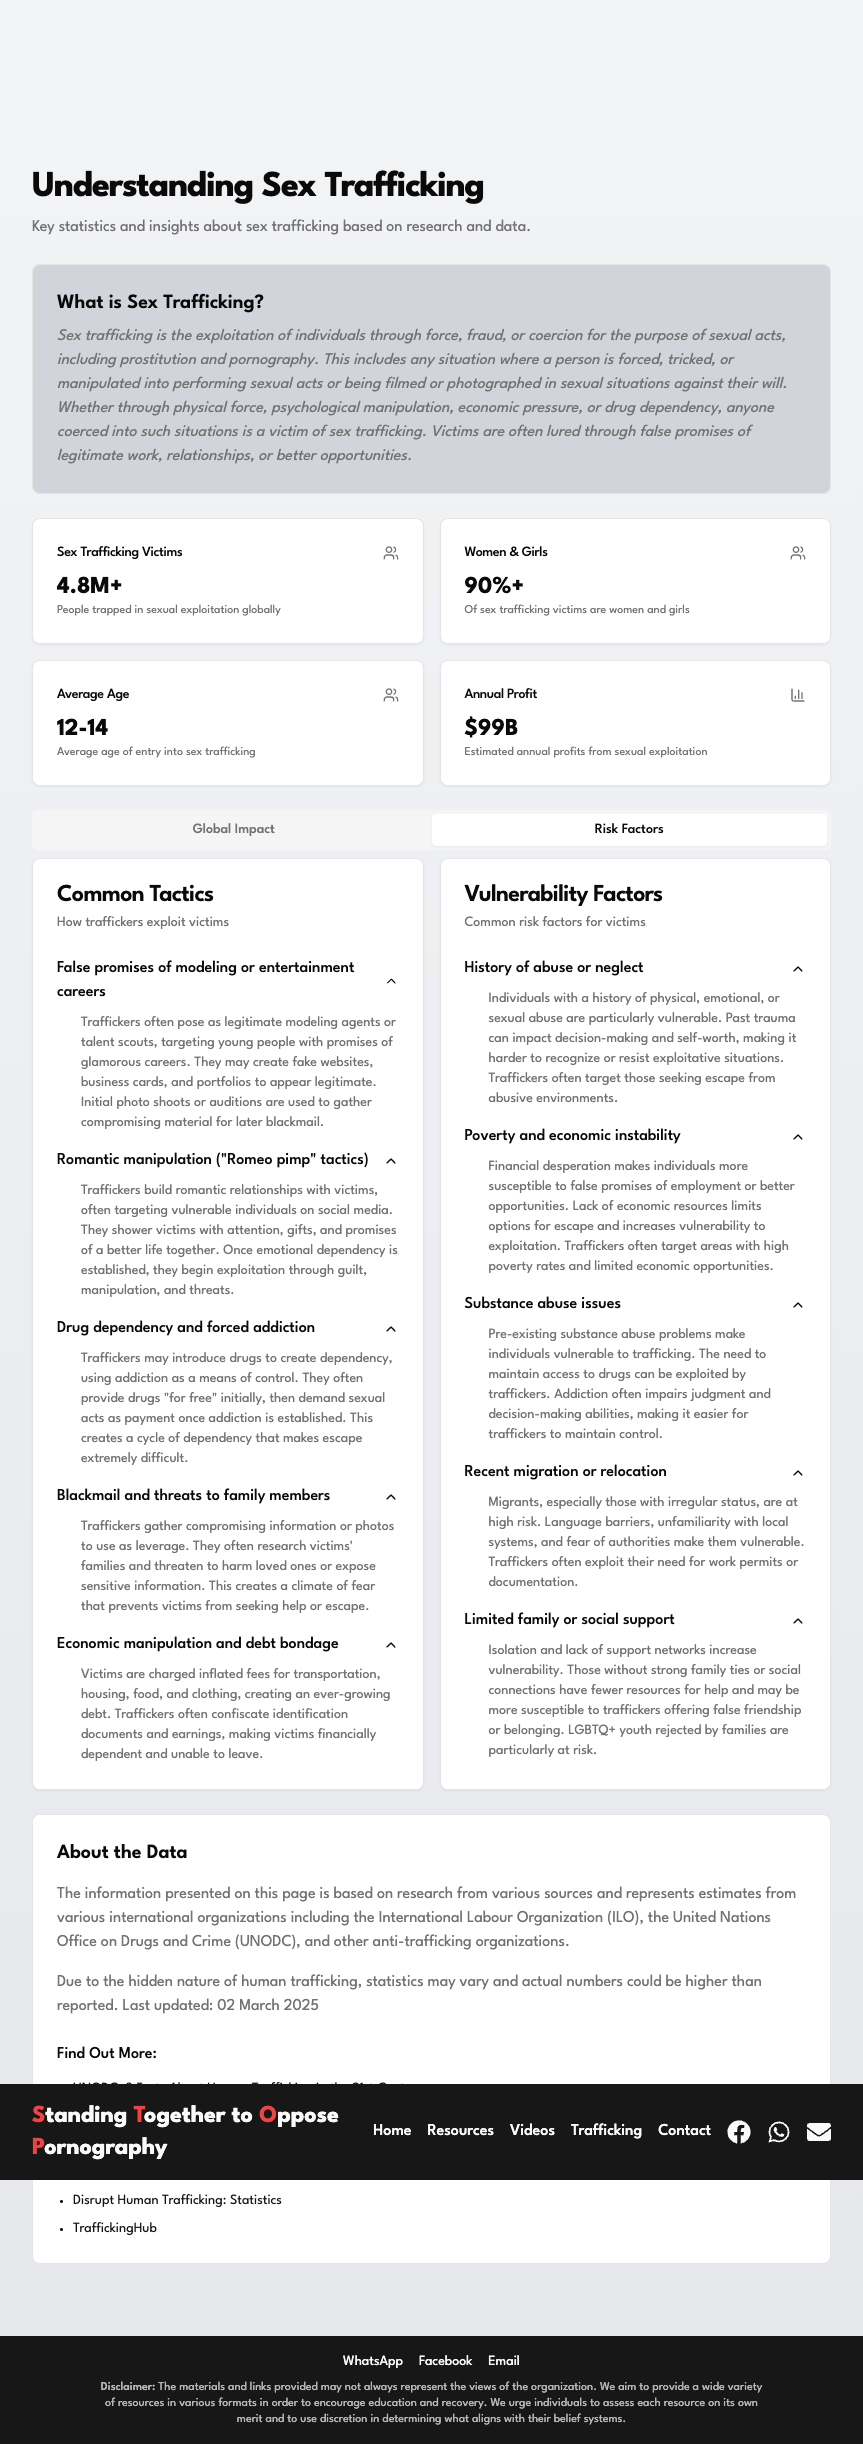 Understanding Sex Trafficking
Key statistics and insights about sex trafficking based on research and data.
What is Sex Trafficking?
Sex trafficking is the exploitation of individuals through force, fraud, or coercion for the purpose of sexual acts,
including prostitution and pornography. This includes any situation where a person is forced, tricked, or
manipulated into performing sexual acts or being filmed or photographed in sexual situations against their will.
Whether through physical force, psychological manipulation, economic pressure, or drug dependency, anyone
coerced into such situations is a victim of sex trafficking. Victims are often lured through false promises of
legitimate work, relationships, or better opportunities.
Sex Trafficking Victims
4.8M+
People trapped in sexual exploitation globally
Women & Girls
90%+
Of sex trafficking victims are women and girls
Average Age
12-14
Average age of entry into sex trafficking
Annual Profit
$99B
Estimated annual profits from sexual exploitation
Global Impact
Risk Factors
Common Tactics
How traffickers exploit victims
False promises of modeling or entertainment
careers
Traffickers often pose as legitimate modeling agents or
talent scouts, targeting young people with promises of
glamorous careers. They may create fake websites,
business cards, and portfolios to appear legitimate.
Initial photo shoots or auditions are used to gather
compromising material for later blackmail.
Romantic manipulation ("Romeo pimp" tactics)
Traffickers build romantic relationships with victims,
often targeting vulnerable individuals on social media.
They shower victims with attention, gifts, and promises
of a better life together. Once emotional dependency is
established, they begin exploitation through guilt,
manipulation, and threats.
Drug dependency and forced addiction
Traffickers may introduce drugs to create dependency,
using addiction as a means of control. They often
provide drugs "for free" initially, then demand sexual
acts as payment once addiction is established. This
creates a cycle of dependency that makes escape
extremely difficult.
Blackmail and threats to family members
Traffickers gather compromising information or photos
to use as leverage. They often research victims'
families and threaten to harm loved ones or expose
sensitive information. This creates a climate of fear
that prevents victims from seeking help or escape.
Economic manipulation and debt bondage
Victims are charged inflated fees for transportation,
housing, food, and clothing, creating an ever-growing
debt. Traffickers often confiscate identification
documents and earnings, making victims financially
dependent and unable to leave.
Vulnerability Factors
Common risk factors for victims
History of abuse or neglect
Individuals with a history of physical, emotional, or
sexual abuse are particularly vulnerable. Past trauma
can impact decision-making and self-worth, making it
harder to recognize or resist exploitative situations.
Traffickers often target those seeking escape from
abusive environments.
Poverty and economic instability
Financial desperation makes individuals more
susceptible to false promises of employment or better
opportunities. Lack of economic resources limits
options for escape and increases vulnerability to
exploitation. Traffickers often target areas with high
poverty rates and limited economic opportunities.
Substance abuse issues
Pre-existing substance abuse problems make
individuals vulnerable to trafficking. The need to
maintain access to drugs can be exploited by
traffickers. Addiction often impairs judgment and
decision-making abilities, making it easier for
traffickers to maintain control.
Recent migration or relocation
Migrants, especially those with irregular status, are at
high risk. Language barriers, unfamiliarity with local
systems, and fear of authorities make them vulnerable.
Traffickers often exploit their need for work permits or
documentation.
Limited family or social support
Isolation and lack of support networks increase
vulnerability. Those without strong family ties or social
connections have fewer resources for help and may be
more susceptible to traffickers offering false friendship
or belonging. LGBTQ+ youth rejected by families are
particularly at risk.
About the Data
The information presented on this page is based on research from various sources and represents estimates from
various international organizations including the International Labour Organization (ILO), the United Nations
Office on Drugs and Crime (UNODC), and other anti-trafficking organizations.
Due to the hidden nature of human trafficking, statistics may vary and actual numbers could be higher than
reported. Last updated: 02 March 2025
Find Out More:
Standing Together to Oppose
Pornography
Home Resources Videos Trafficking Contact
Disrupt Human Trafficking: Statistics
TraffickingHub
WhatsApp Facebook Email
Disclaimer: The materials and links provided may not always represent the views of the organization. We aim to provide a wide variety
of resources in various formats in order to encourage education and recovery. We urge individuals to assess each resource on its own
merit and to use discretion in determining what aligns with their belief systems.